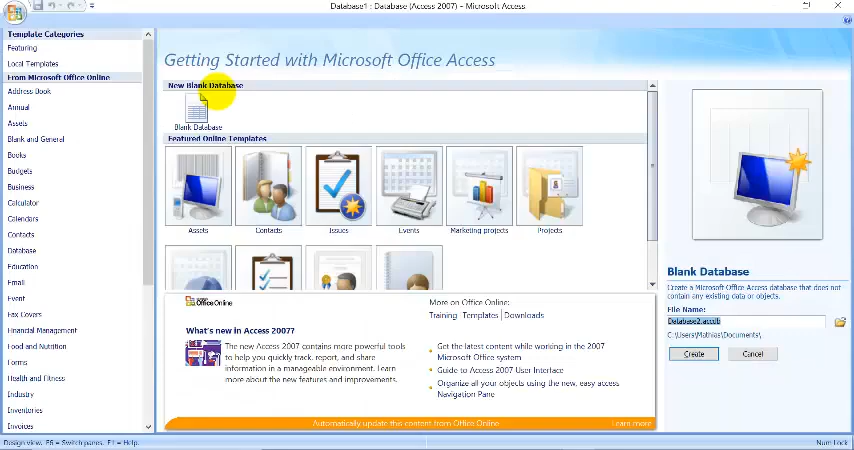 Database1 : Database (Access 2007) - Microsoft Access
Template Categories
Featuring
Local Templates
From Microsoft Office Online
Address Book
Annual
Assets
Blank and General
Books
Budgets
Business
Calculator
Calendars
Contacts
Database
Education
Email
Event
Fax Covers
Financial Management
Food and Nutrition
Forms
Health and Fitness
Industry
Inventories
Invoices
Getting Started with Microsoft Office Access
New Blank Database
Blank Database
Featured Online Templates
Assets
Contacts
Issues
Events
Marketing projects
Projects
Office Online
What's new in Access 2007?
The new Access 2007 contains more powerful tools
to help you quickly track, report, and share
information in a manageable environment. Learn
more about the new features and improvements.
More on Office Online:
Training | Templates | Downloads
Get the latest content while working in the 2007
Microsoft Office system
Guide to Access 2007 User Interface
Organize all your objects using the new, easy access
Navigation Pane
Automatically update this content from Office Online
Learn more
Blank Database
Create a Microsoft Office Access database that does not
contain any existing data or objects.
File Name:
Database2.accdb
C:\Users\Mathias\Documents\
Create
Cancel
Design view. F6 = Switch panes. F1 = Help.
Num Lock